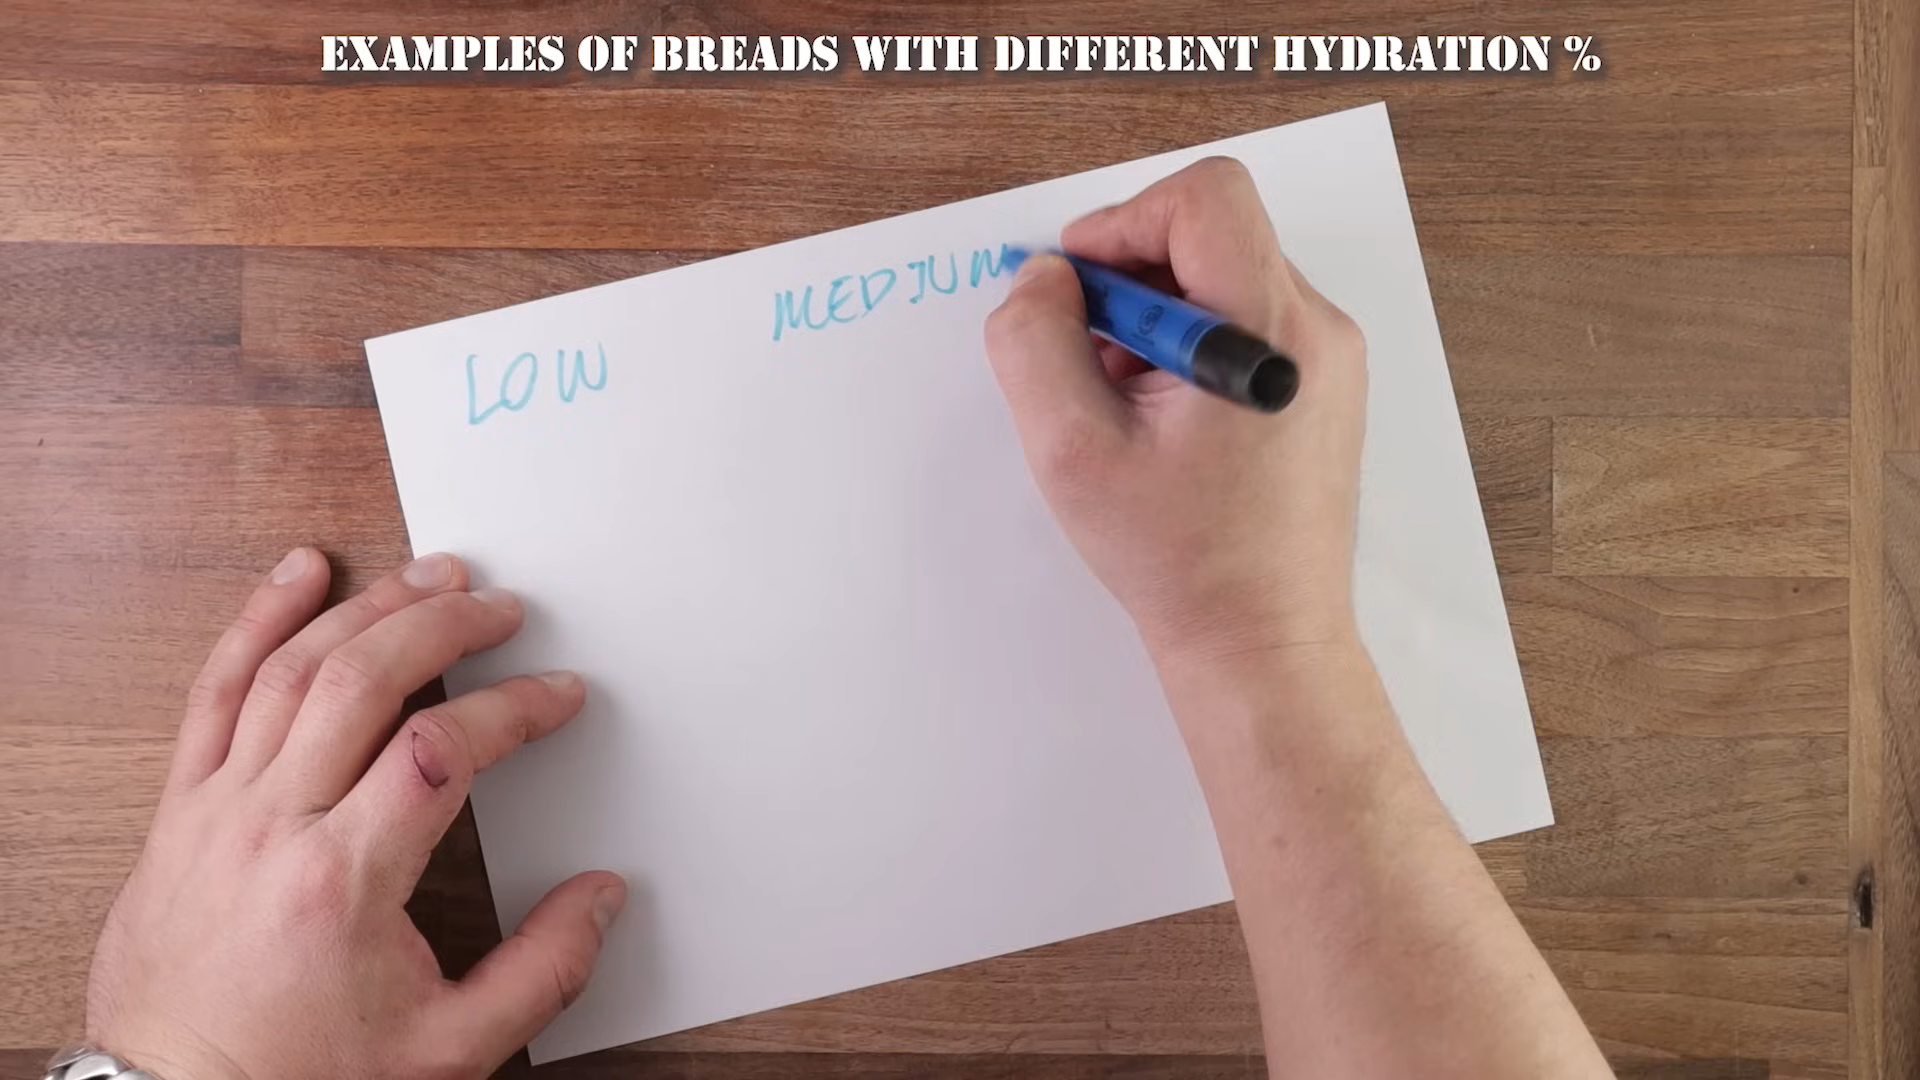 EXAMPLES OF BREADS WITH DIFFERENT HYDRATION %
LOW MEDIUM